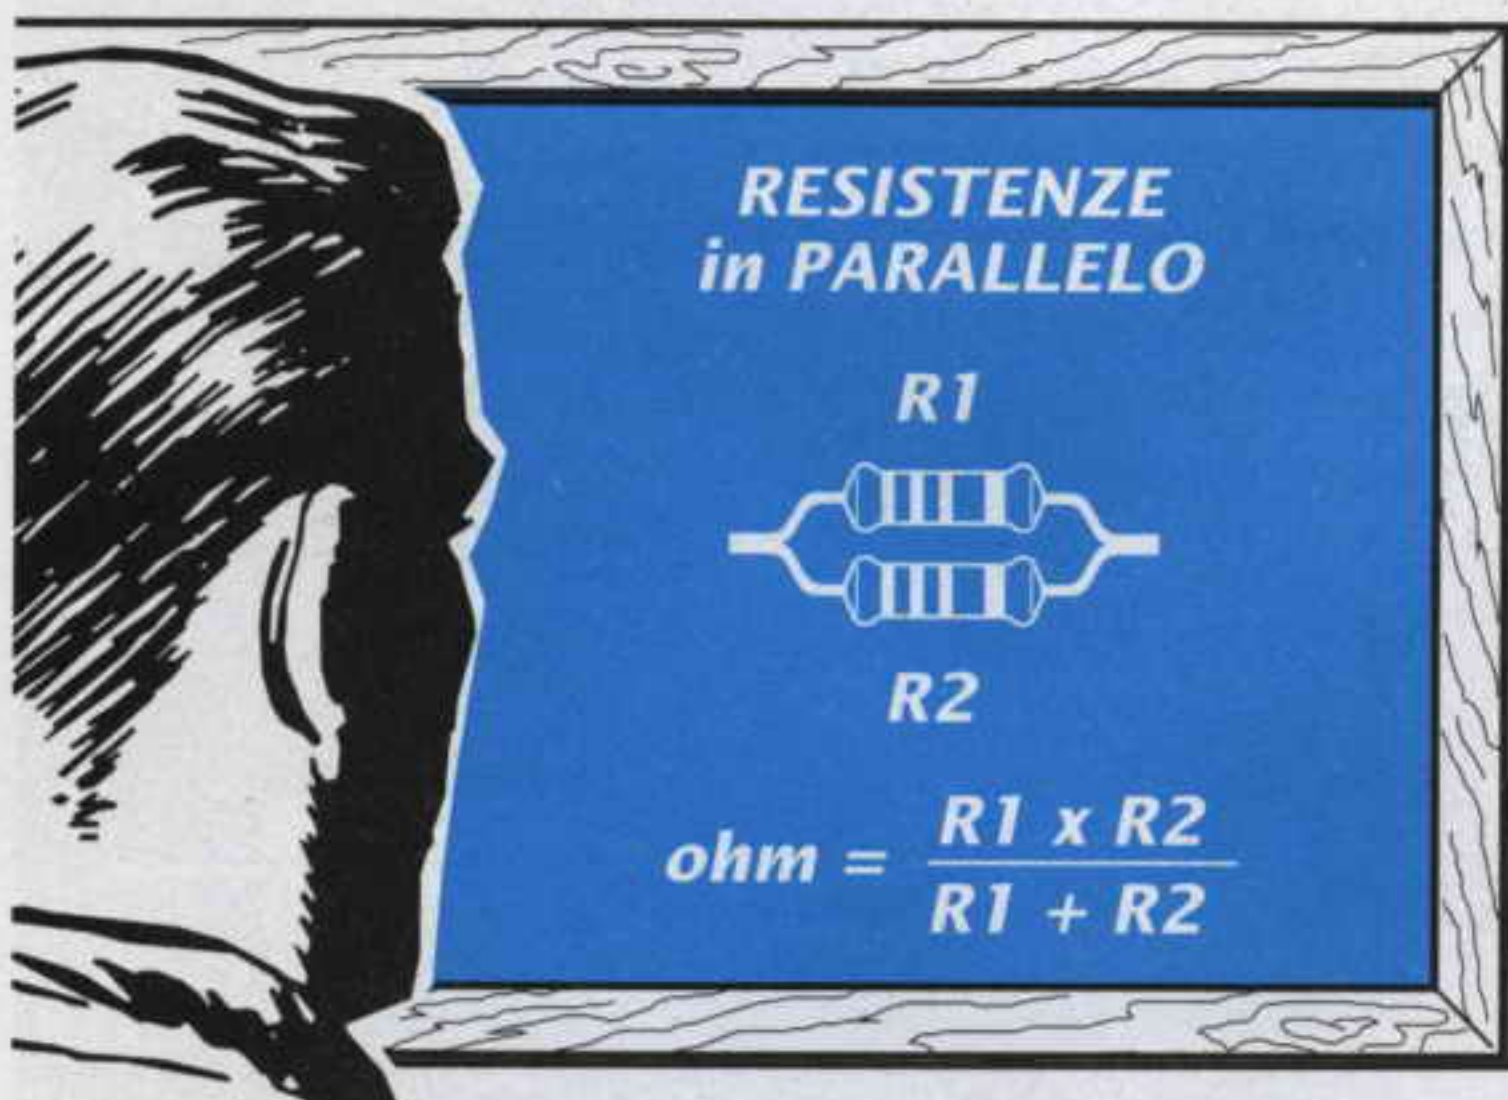 RESISTENZE
in PARALLELO
R1
R2
ohm = R1 x R2
R1 + R2